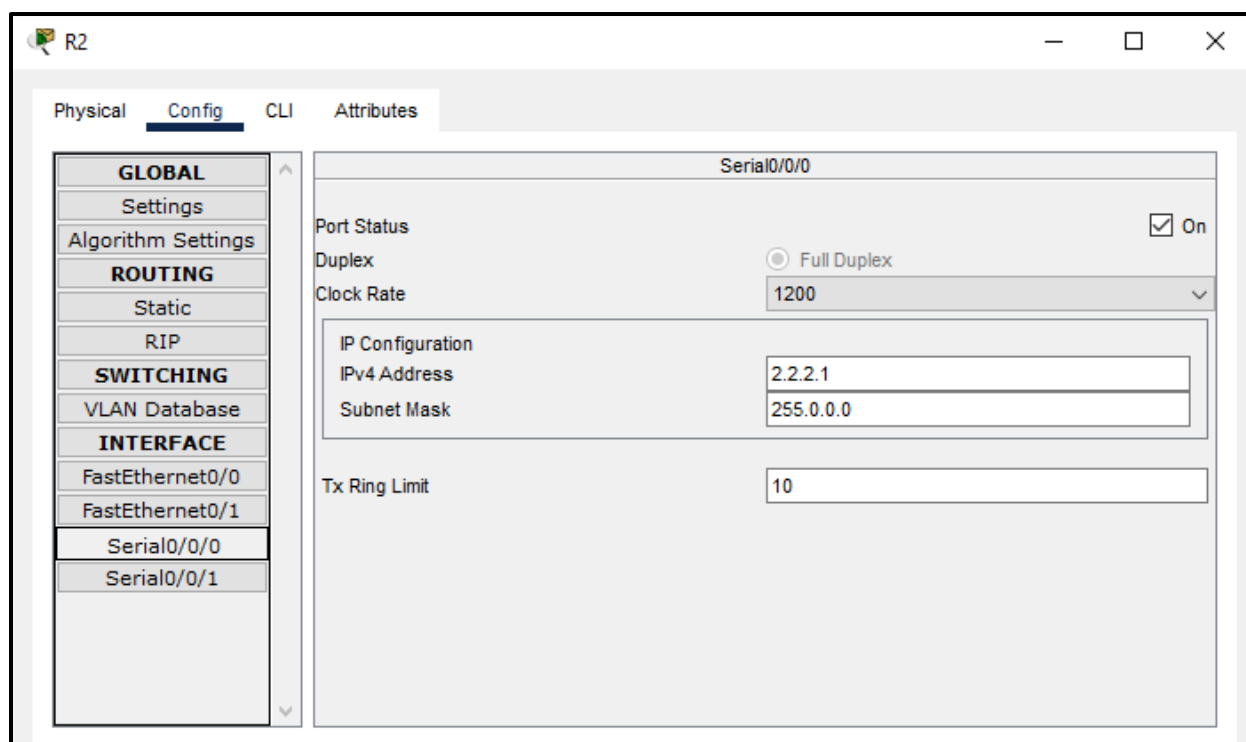 R2
Physical Config CLI Attributes
GLOBAL
Settings
Algorithm Settings
ROUTING
Static
RIP
SWITCHING
VLAN Database
INTERFACE
FastEthernet0/0
FastEthernet0/1
Serial0/0/0
Serial0/0/1
Serial0/0/0
Port Status On
Duplex Full Duplex
Clock Rate 1200
IP Configuration
IPv4 Address 2.2.2.1
Subnet Mask 255.0.0.0
Tx Ring Limit 10